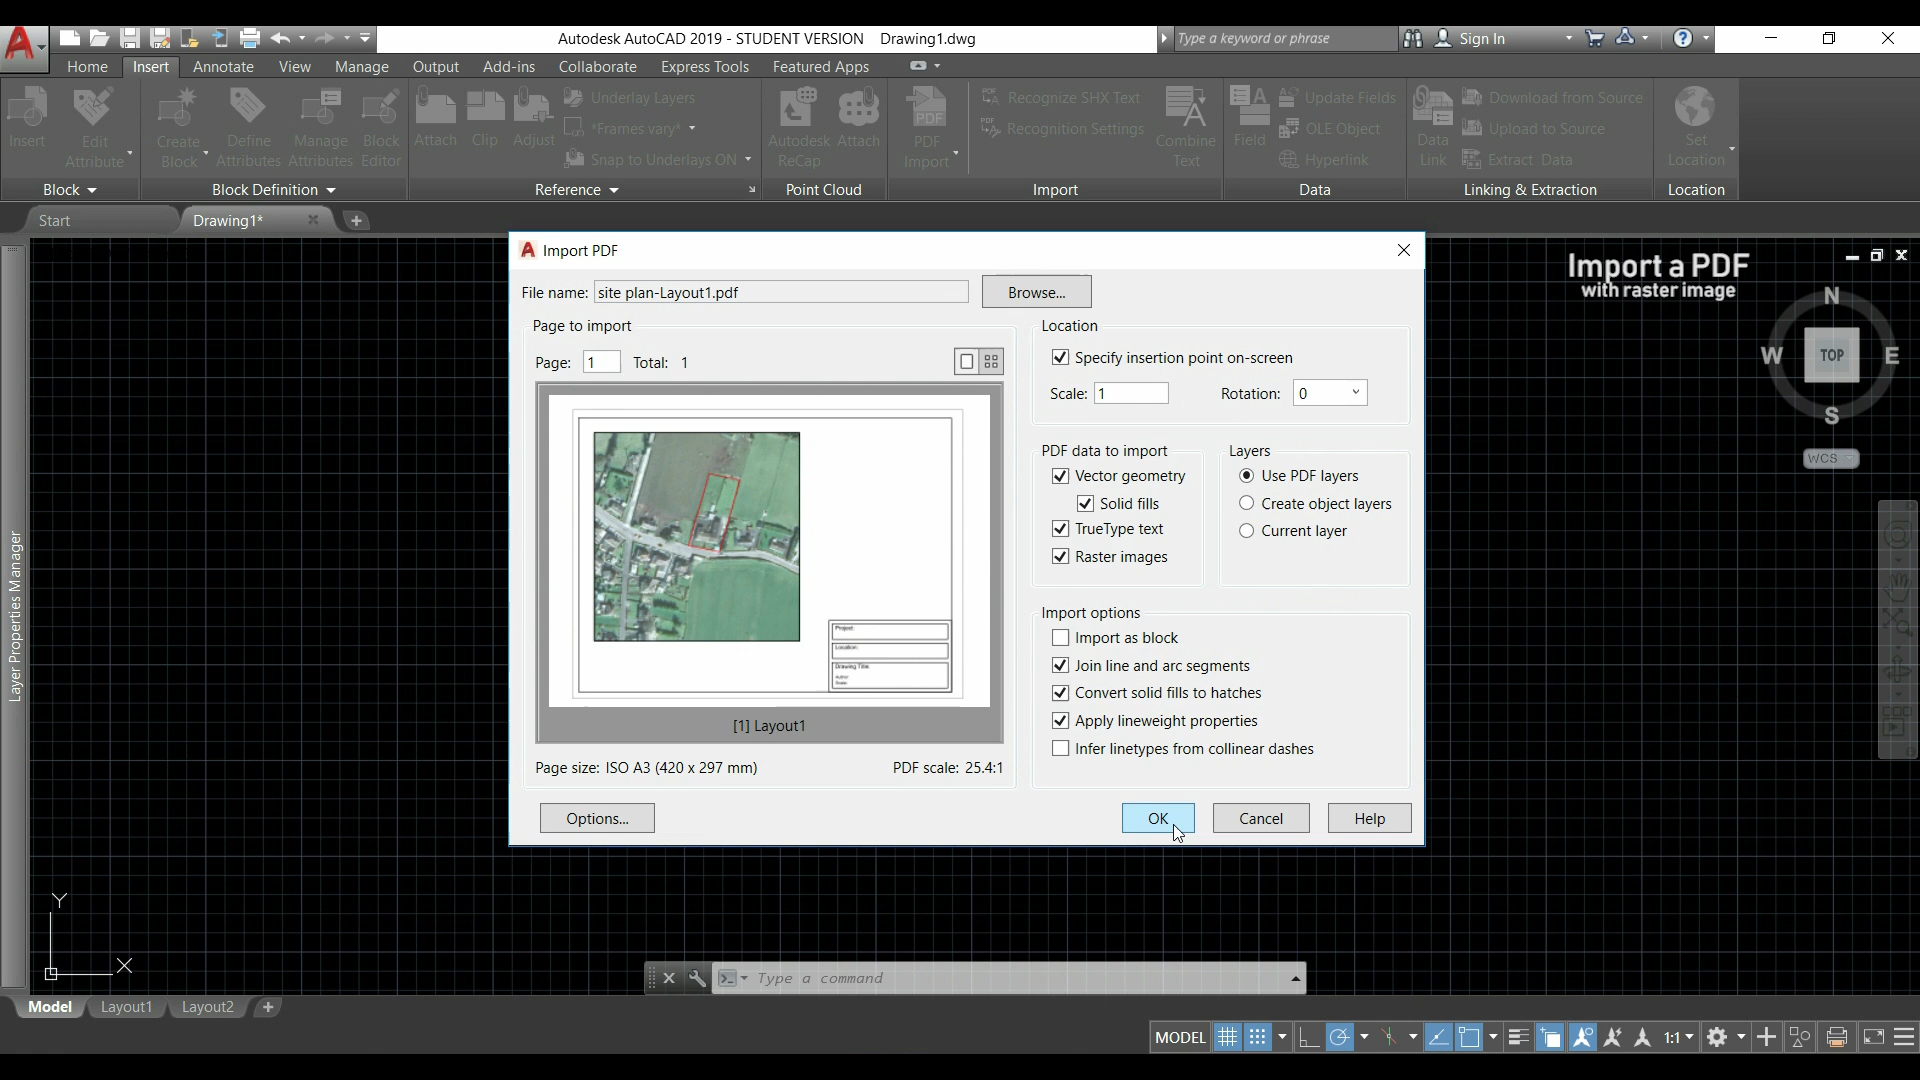 Autodesk AutoCAD 2019 - STUDENT VERSION Drawing1.dwg
Type a keyword or phrase
Sign In
Home Insert Annotate View Manage Output Add-ins Collaborate Express Tools Featured Apps
Insert
Edit Attribute
Create Block
Define Attributes
Manage Attributes
Block Editor
Attach
Clip
Adjust
Underlay Layers
*Frames vary*
Snap to Underlays ON
Autodesk ReCap
Attach
PDF Import
Recognize SHX Text
Recognition Settings
Combine Text
Field
Update Fields
OLE Object
Hyperlink
Data Link
Download from Source
Upload to Source
Extract Data
Set Location
Block Block Definition Reference Point Cloud Import Data Linking & Extraction Location
Start Drawing1*
Layer Properties Manager
Import PDF
File name: site plan-Layout1.pdf Browse...
Page to import
Page: 1 Total: 1
Project:
Location:
Drawing Title
Author:
Scale:
[1] Layout1
Page size: ISO A3 (420 x 297 mm) PDF scale: 25.4:1
Location
Specify insertion point on-screen
Scale: 1 Rotation: 0
PDF data to import
Vector geometry
Solid fills
TrueType text
Raster images
Layers
Use PDF layers
Create object layers
Current layer
Import options
Import as block
Join line and arc segments
Convert solid fills to hatches
Apply lineweight properties
Infer linetypes from collinear dashes
Options... OK Cancel Help
Import a PDF
with raster image
N
W TOP E
S
WCS
Y
X
Type a command
Model Layout1 Layout2
MODEL 1:1